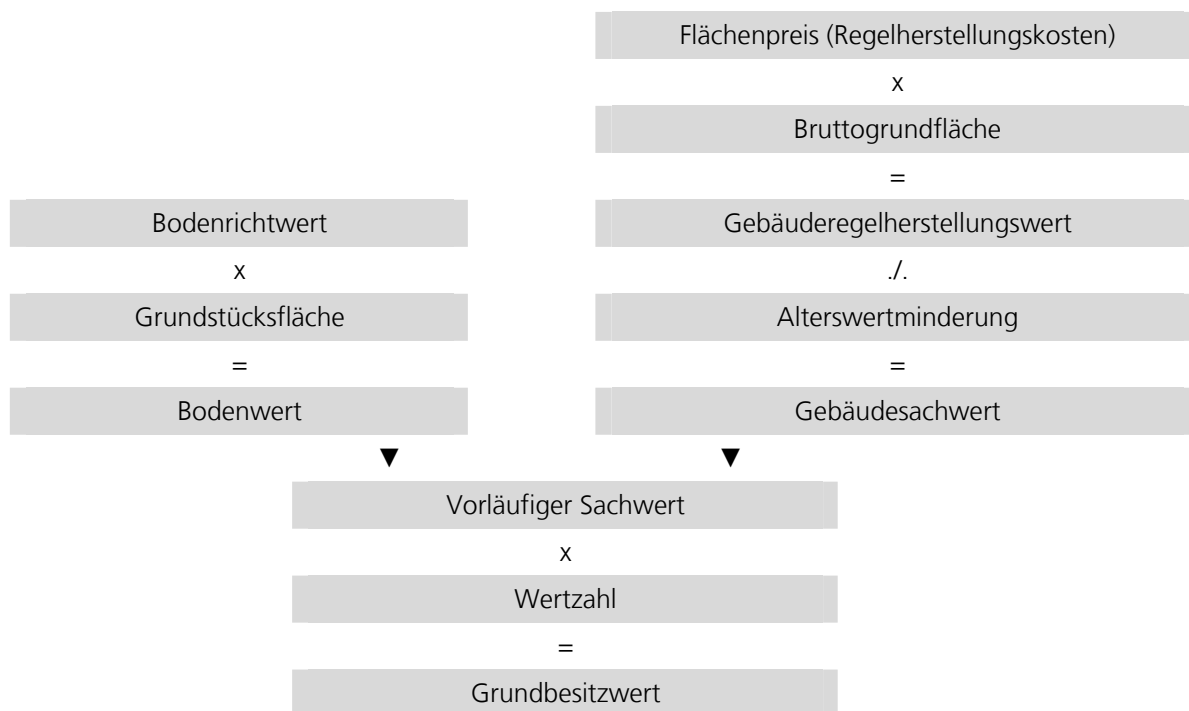 Flächenpreis (Regelherstellungskosten)
x
Bruttogrundfläche
=
Bodenrichtwert
Gebäuderegelherstellungswert
x
./.
Grundstücksfläche
Alterswertminderung
=
=
Bodenwert
Gebäudesachwert
▼
▼
Vorläufiger Sachwert
x
Wertzahl
=
Grundbesitzwert